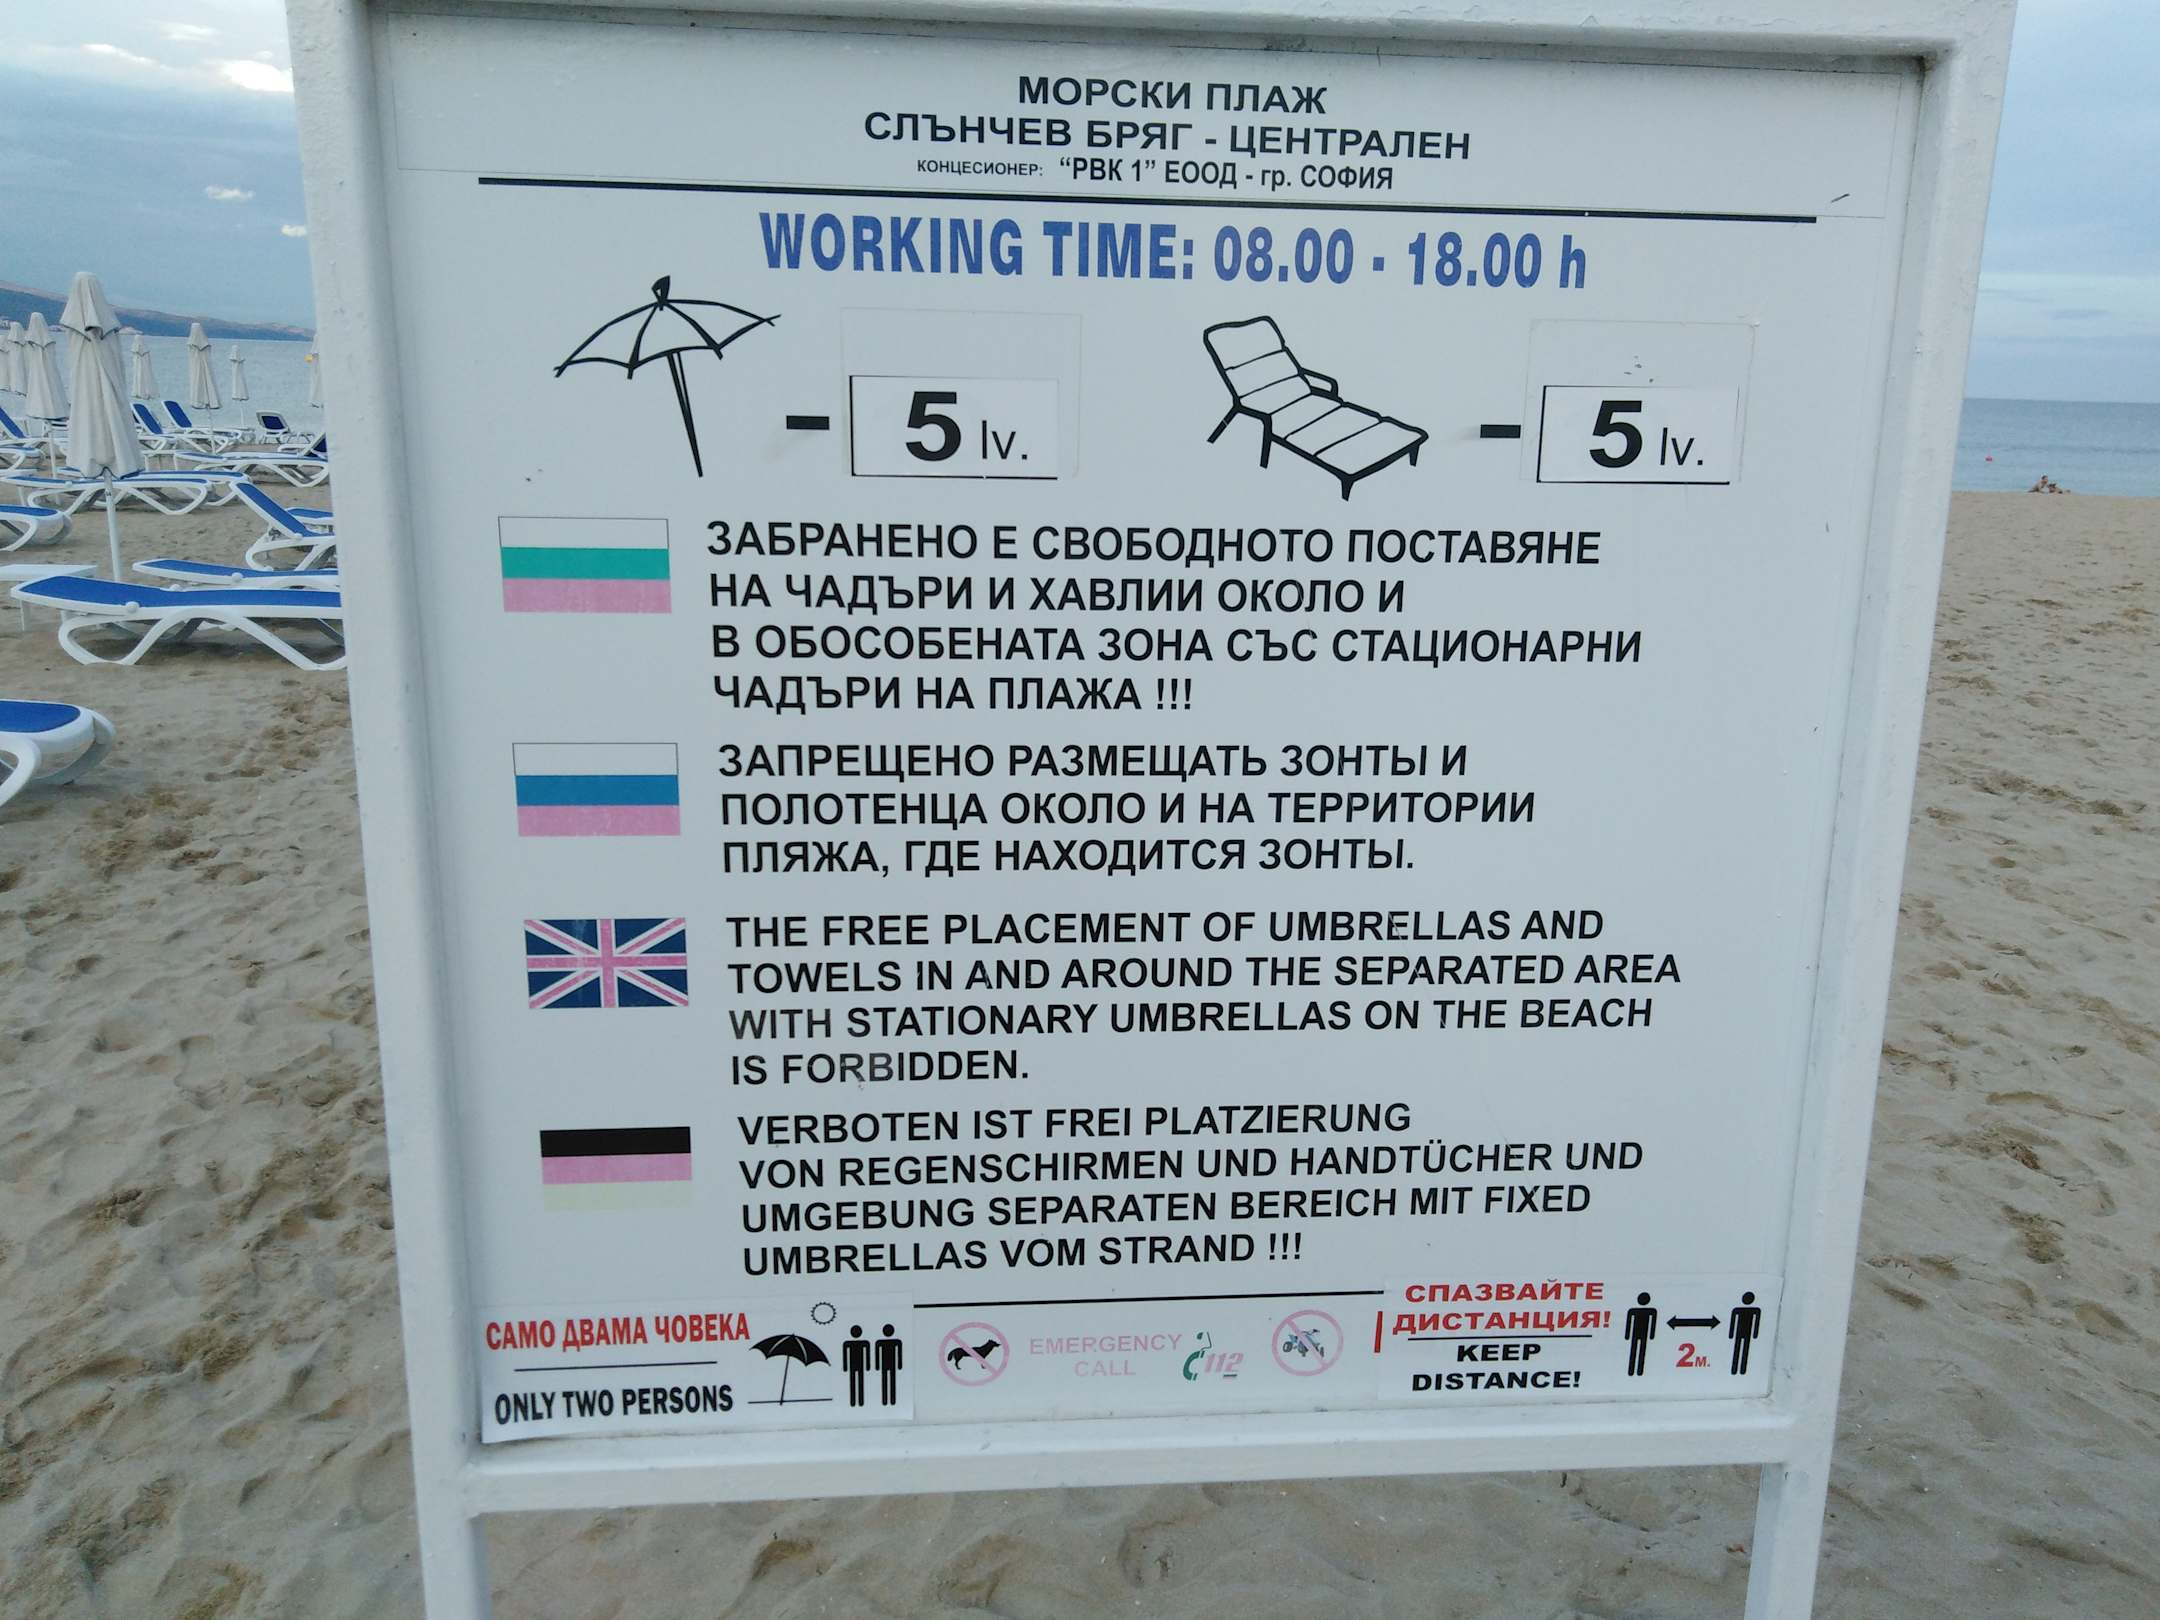 МОРСКИ ПЛАЖ
СЛЪНЧЕВ БРЯГ - ЦЕНТРАЛЕН
КОНЦЕСИОНЕР: “РВК 1” ЕООД - гр. СОФИЯ
WORKING TIME: 08.00 - 18.00 h
- 5 lv.
- 5 lv.
ЗАБРАНЕНО Е СВОБОДНОТО ПОСТАВЯНЕ
НА ЧАДЪРИ И ХАВЛИИ ОКОЛО И
В ОБОСОБЕНАТА ЗОНА СЪС СТАЦИОНАРНИ
ЧАДЪРИ НА ПЛАЖА !!!
ЗАПРЕЩЕНО РАЗМЕЩАТЬ ЗОНТЫ И
ПОЛОТЕНЦА ОКОЛО И НА ТЕРРИТОРИИ
ПЛЯЖА, ГДЕ НАХОДИТСЯ ЗОНТЫ.
THE FREE PLACEMENT OF UMBRELLAS AND
TOWELS IN AND AROUND THE SEPARATED AREA
WITH STATIONARY UMBRELLAS ON THE BEACH
IS FORBIDDEN.
VERBOTEN IST FREI PLATZIERUNG
VON REGENSCHIRMEN UND HANDTÜCHER UND
UMGEBUNG SEPARATEN BEREICH MIT FIXED
UMBRELLAS VOM STRAND !!!
САМО ДВАМА ЧОВЕКА
ONLY TWO PERSONS
EMERGENCY
CALL
112
СПАЗВАЙТЕ
ДИСТАНЦИЯ!
KEEP
DISTANCE!
2м.